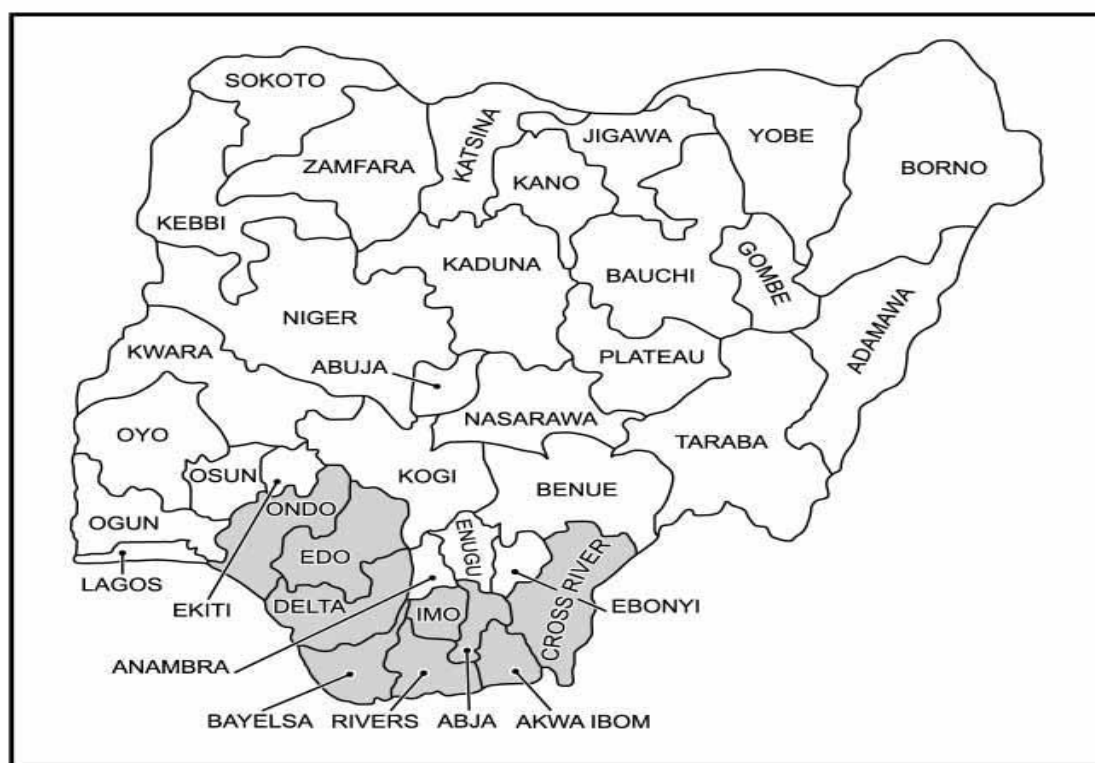 SOKOTO
ZAMFARA
KATSINA
JIGAWA
YOBE
BORNO
KANO
KEBBI
KADUNA
BAUCHI
GOMBE
ADAMAWA
NIGER
KWARA
ABUJA
PLATEAU
NASARAWA
TARABA
OYO
OSUN
KOGI
BENUE
OGUN
ONDO
ENUGU
EDO
CROSS RIVER
LAGOS
EKITI
DELTA
IMO
EBONYI
ANAMBRA
BAYELSA
RIVERS
ABJA
AKWA IBOM